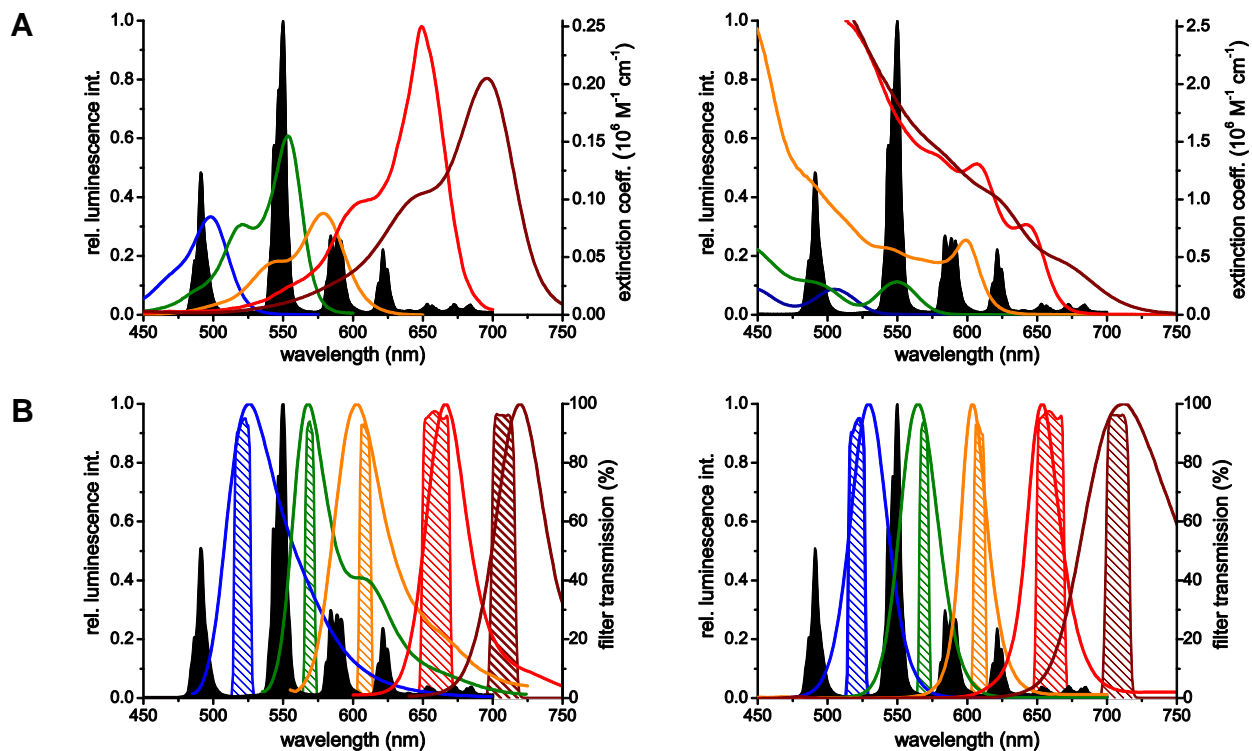 A
rel. luminescence int.
1.0
0.8
0.6
0.4
0.2
0.0
450 500 550 600 650 700 750
wavelength (nm)
0.25
0.20
0.15
0.10
0.05
0.00
extinction coeff. (10⁶ M⁻¹ cm⁻¹)
rel. luminescence int.
1.0
0.8
0.6
0.4
0.2
0.0
450 500 550 600 650 700 750
wavelength (nm)
2.5
2.0
1.5
1.0
0.5
0.0
extinction coeff. (10⁶ M⁻¹ cm⁻¹)
B
rel. luminescence int.
1.0
0.8
0.6
0.4
0.2
0.0
450 500 550 600 650 700 750
wavelength (nm)
100
80
60
40
20
0
filter transmission (%)
rel. luminescence int.
1.0
0.8
0.6
0.4
0.2
0.0
450 500 550 600 650 700 750
wavelength (nm)
100
80
60
40
20
0
filter transmission (%)